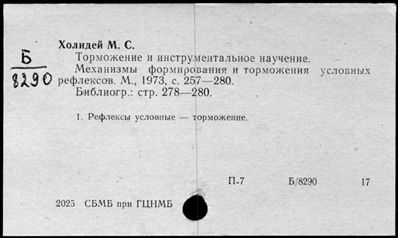 Холидей М. С.
Б
8290
Торможение и инструментальное научение.
Механизмы формирования и торможения условных
рефлексов. М., 1973, с. 257—280.
Библиогр.: стр. 278—280.
1. Рефлексы условные — торможение.
П-7 Б/8290 17
2025 СБМБ при ГЦНМБ